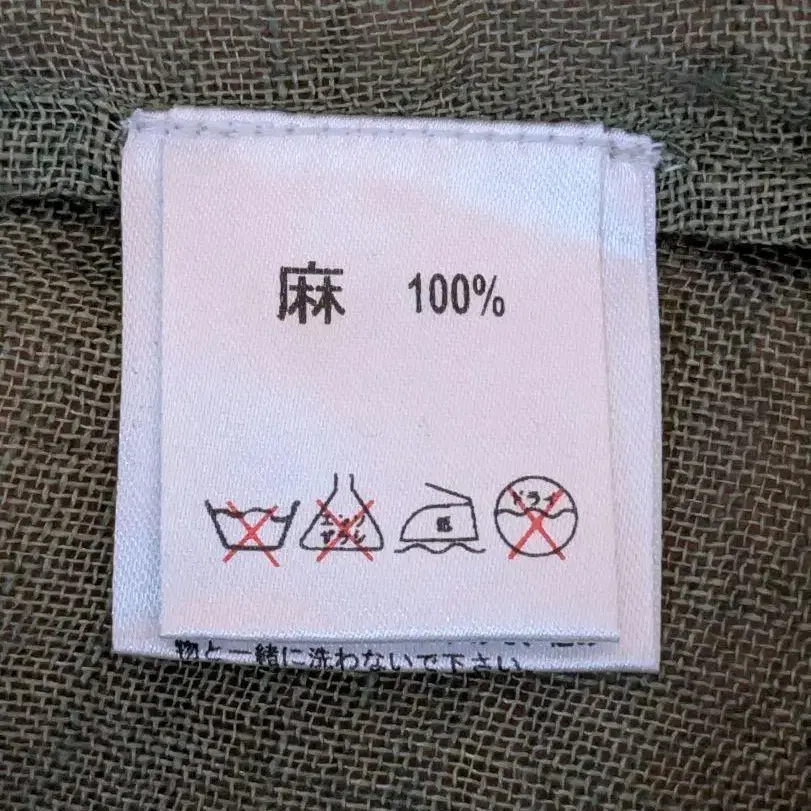 麻 100%
エンソ ドライ
サラシ 低
物と一緒に洗わないで下さい